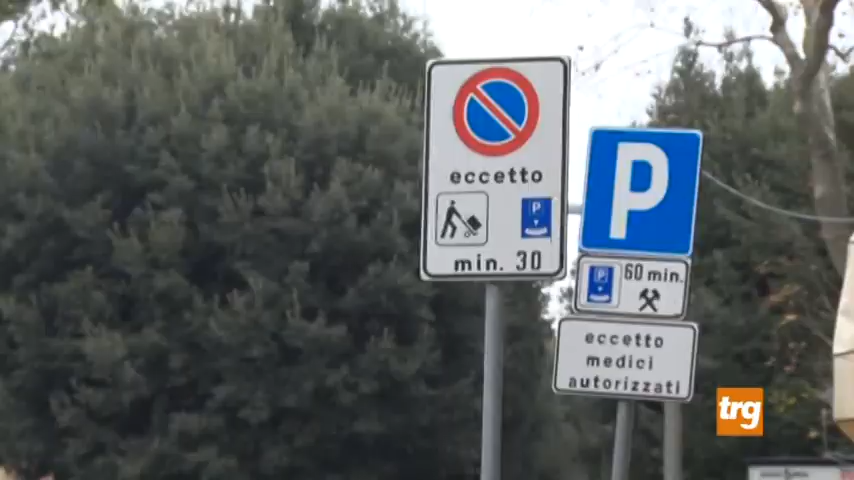 eccetto
P
min. 30
P
P
60 min.
eccetto
medici
autorizzati
trg